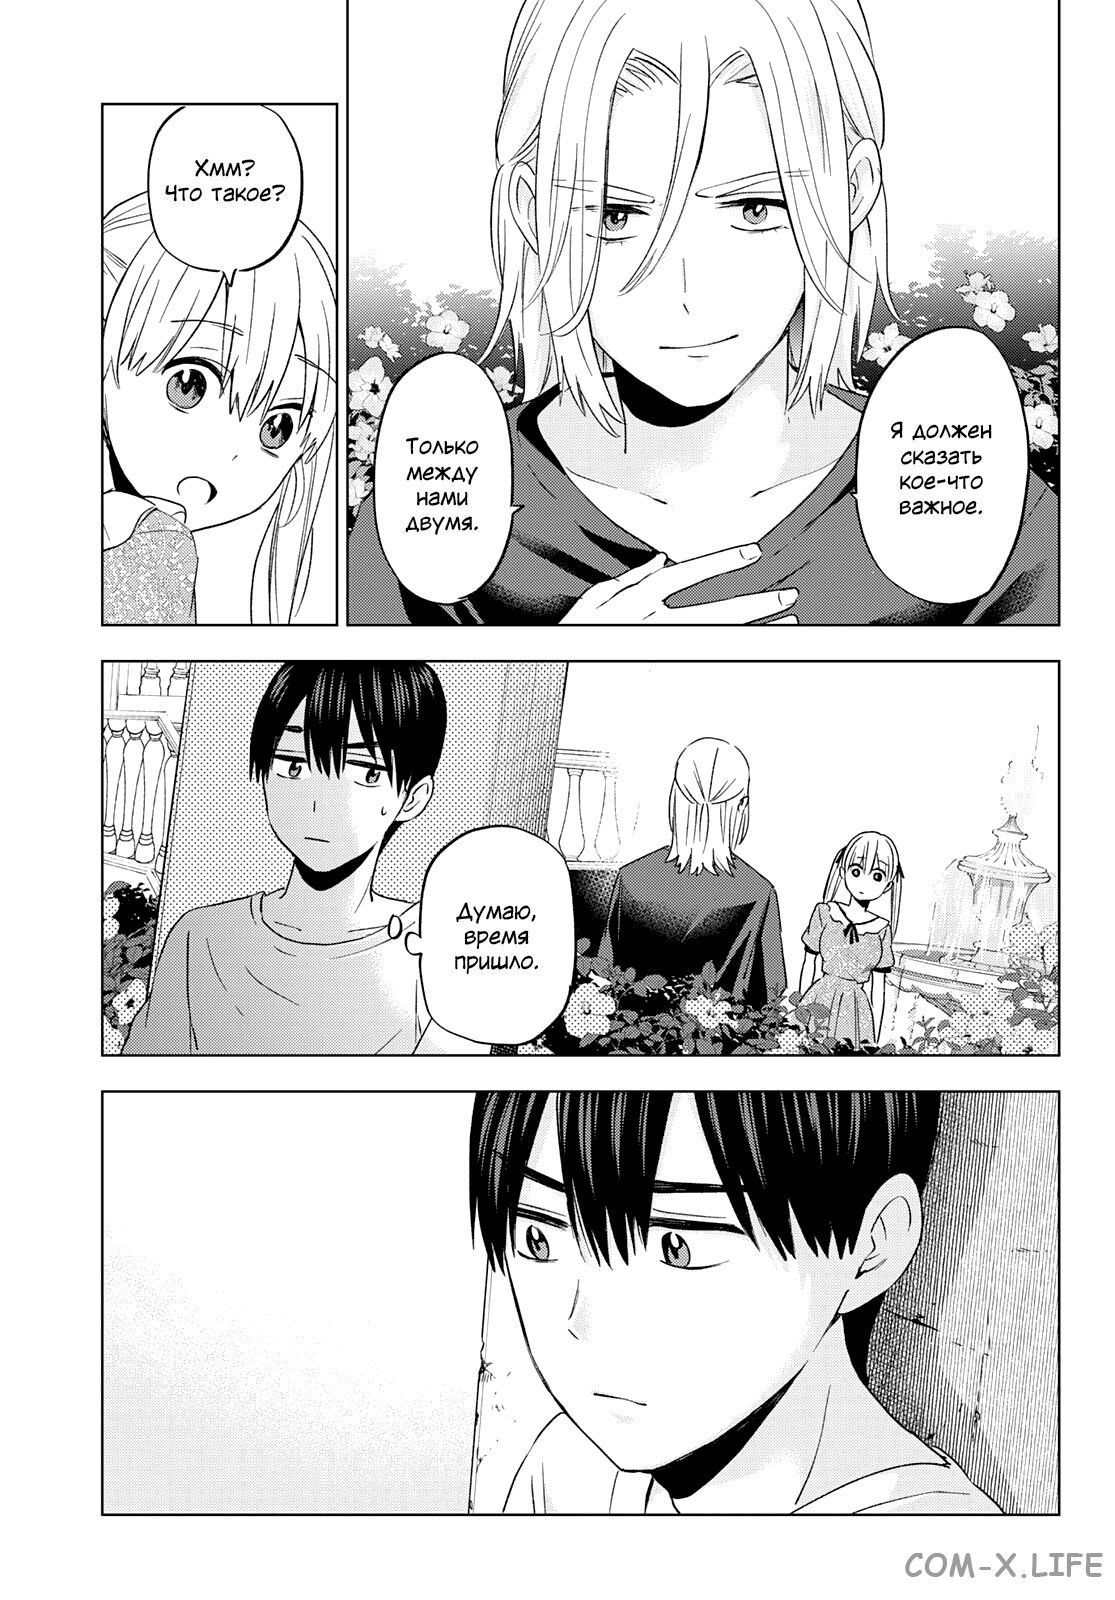 Я должен
сказать
кое-что
важное.
Только
между
нами
двумя.
Хмм?
Что такое?
Думаю,
время
пришло.
COM-X.LIFE